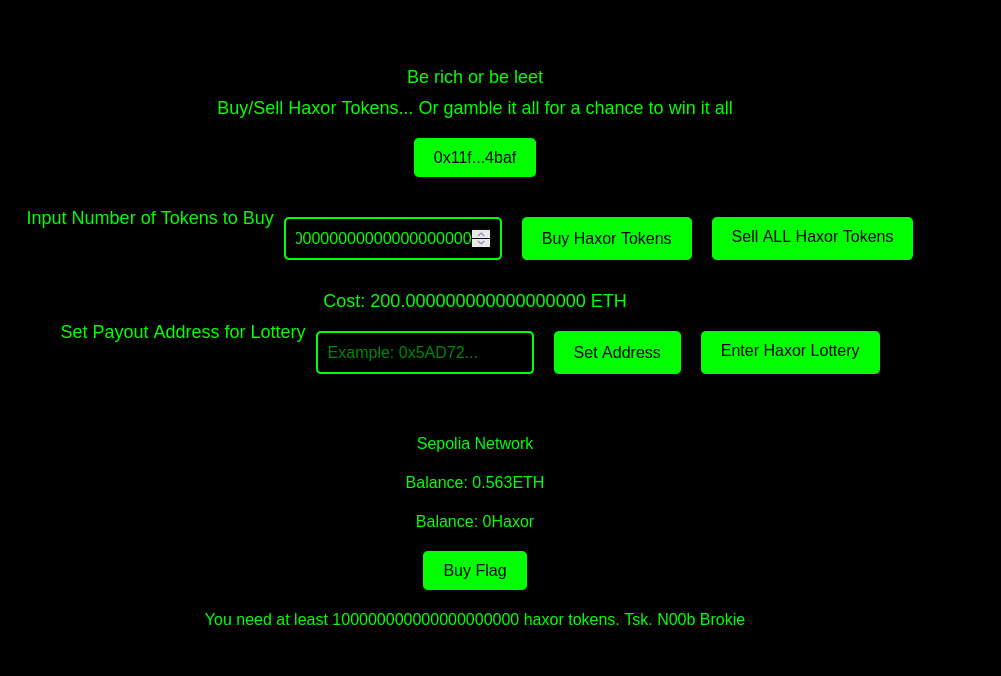 Be rich or be leet
Buy/Sell Haxor Tokens... Or gamble it all for a chance to win it all
0x11f...4baf
Input Number of Tokens to Buy
00000000000000000000
Buy Haxor Tokens
Sell ALL Haxor Tokens
Cost: 200.000000000000000000 ETH
Set Payout Address for Lottery
Example: 0x5AD72...
Set Address
Enter Haxor Lottery
Sepolia Network
Balance: 0.563ETH
Balance: 0Haxor
Buy Flag
You need at least 100000000000000000000 haxor tokens. Tsk. N00b Brokie